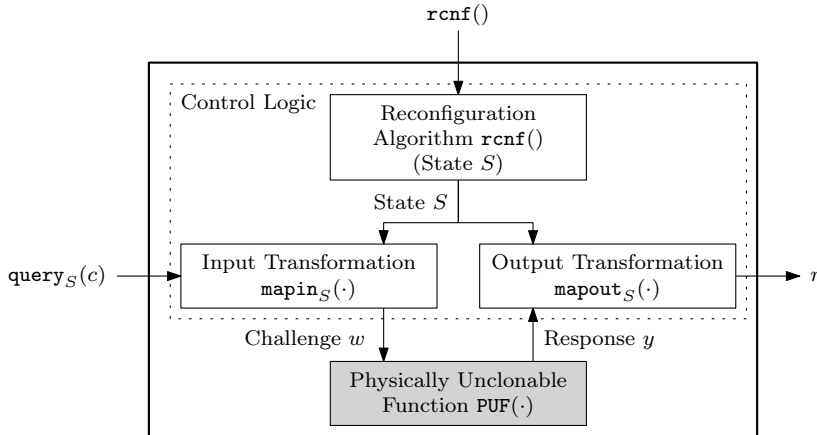 rcnf()
Control Logic
Reconfiguration
Algorithm rcnf()
(State S)
State S
query_S(c)
Input Transformation
mapin_S(·)
Output Transformation
mapout_S(·)
r
Challenge w
Response y
Physically Unclonable
Function PUF(·)